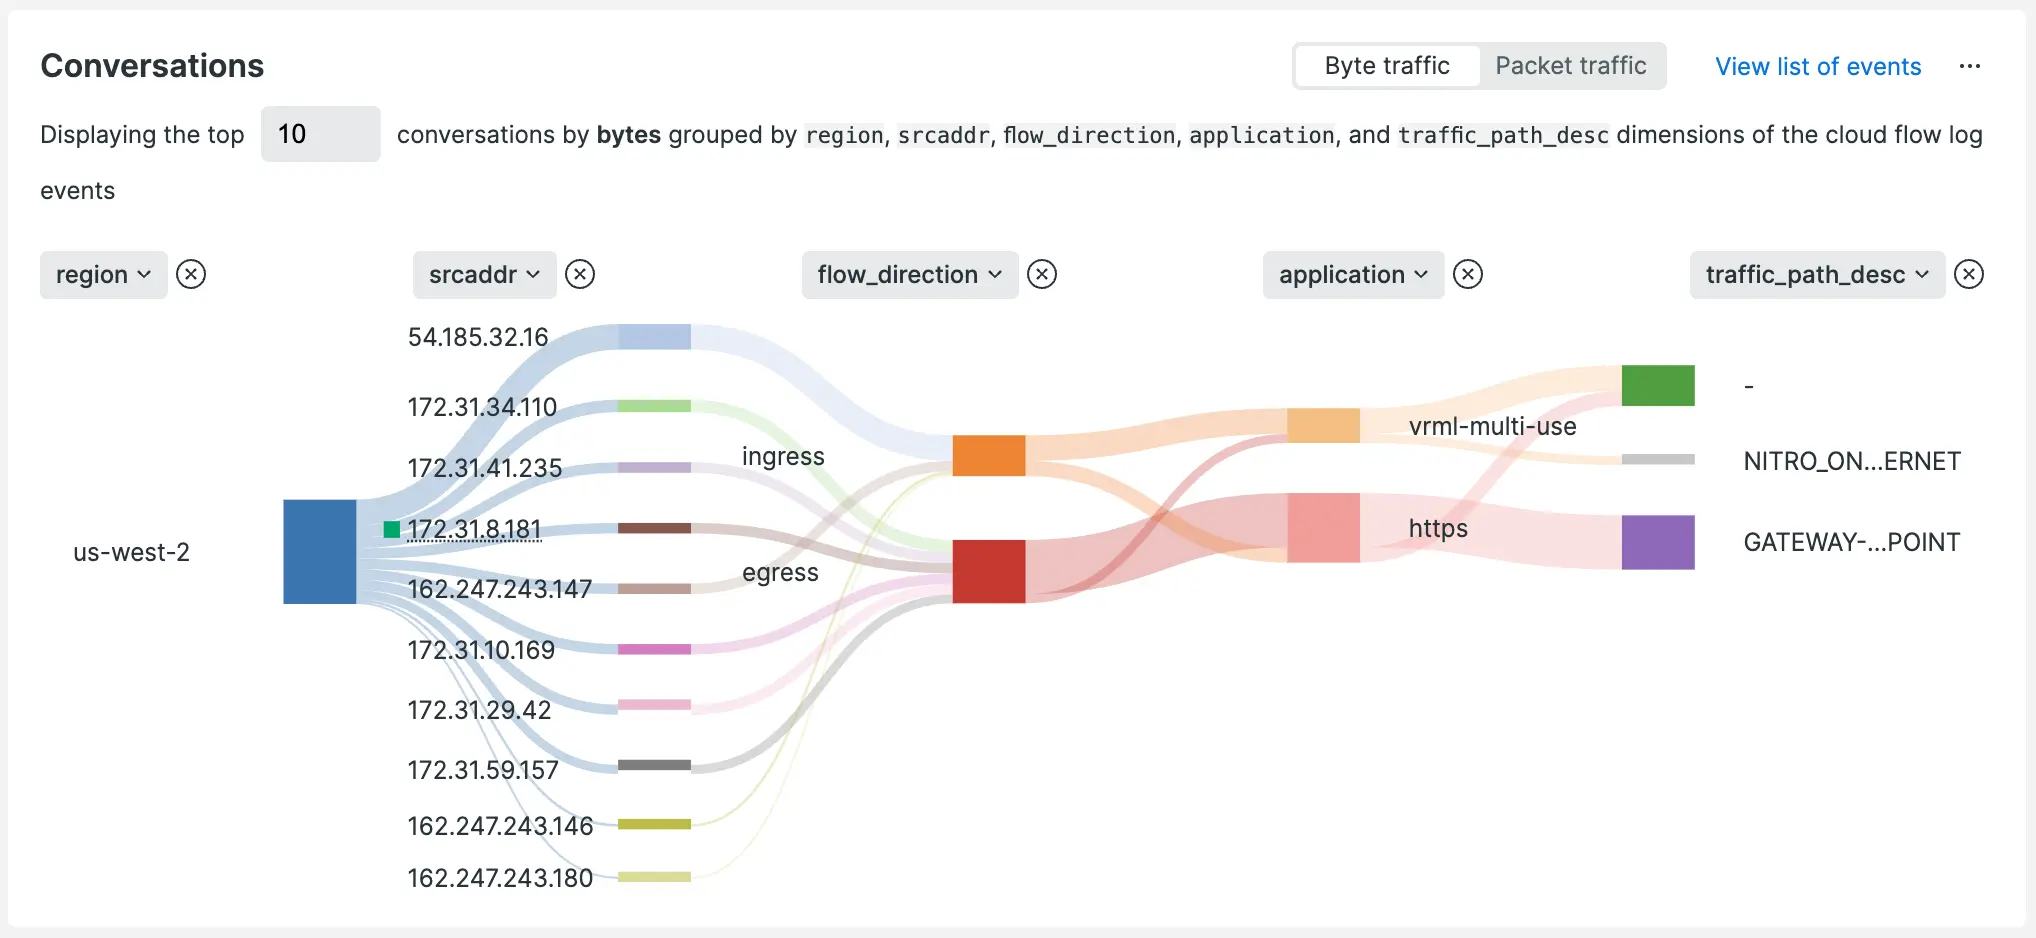 Conversations
Byte traffic
Packet traffic
View list of events
Displaying the top 10 conversations by bytes grouped by region, srcaddr, flow_direction, application, and traffic_path_desc dimensions of the cloud flow log
events
region
srcaddr
flow_direction
application
traffic_path_desc
us-west-2
54.185.32.16
172.31.34.110
172.31.41.235
172.31.8.181
162.247.243.147
172.31.10.169
172.31.29.42
172.31.59.157
162.247.243.146
162.247.243.180
ingress
egress
vrml-multi-use
https
-
NITRO_ON...ERNET
GATEWAY-...POINT